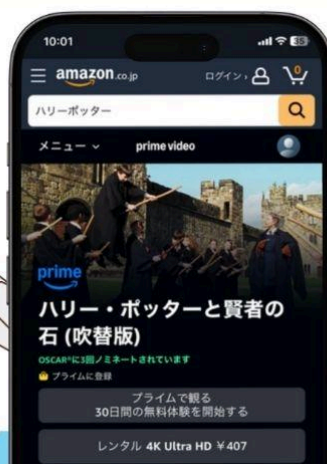 10:01
35
amazon.co.jp
ログイン ›
0
ハリーポッター
メニュー
prime video
prime
ハリー・ポッターと賢者の
石 (吹替版)
OSCAR®に3回ノミネートされています
プライムに登録
プライムで観る
30日間の無料体験を開始する
レンタル 4K Ultra HD ¥407